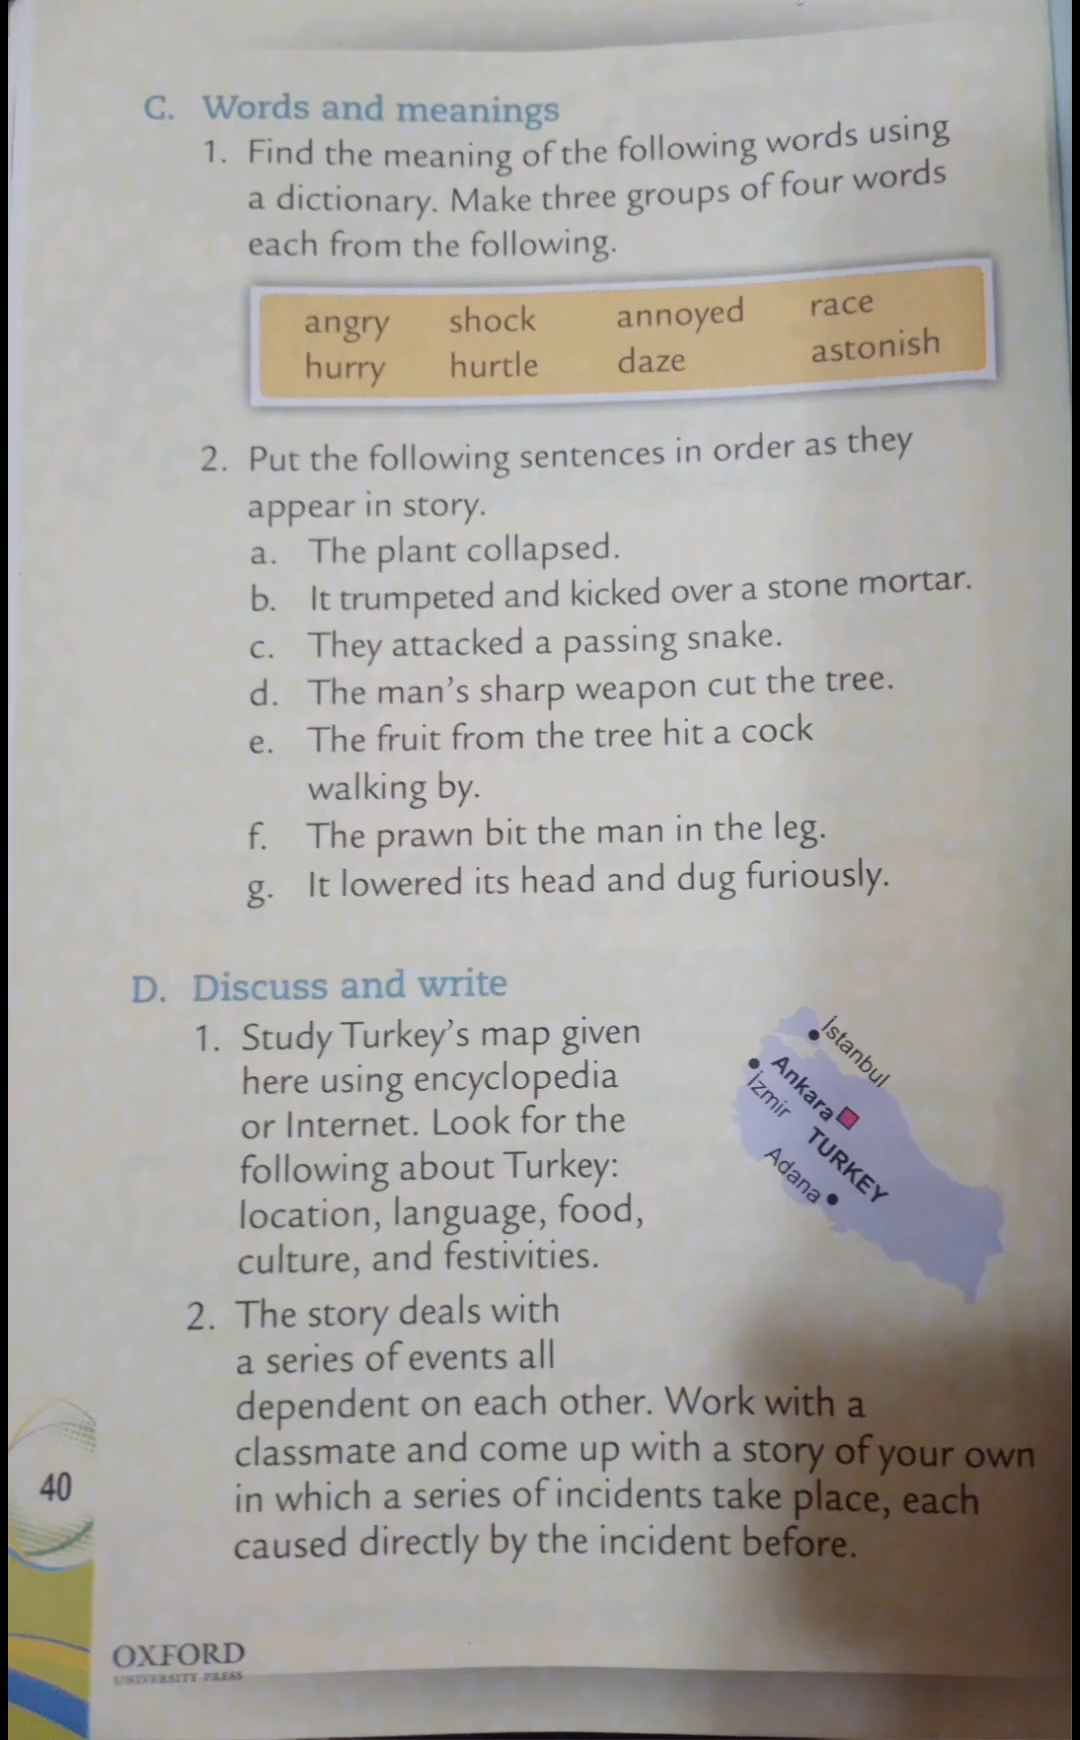 C. Words and meanings
1. Find the meaning of the following words using
a dictionary. Make three groups of four words
each from the following.
angry shock annoyed race
hurry hurtle daze astonish
2. Put the following sentences in order as they
appear in story.
a. The plant collapsed.
b. It trumpeted and kicked over a stone mortar.
c. They attacked a passing snake.
d. The man's sharp weapon cut the tree.
e. The fruit from the tree hit a cock
walking by.
f. The prawn bit the man in the leg.
g. It lowered its head and dug furiously.
D. Discuss and write
1. Study Turkey's map given
here using encyclopedia
or Internet. Look for the
following about Turkey:
location, language, food,
culture, and festivities.
İstanbul
Ankara
İzmir
TURKEY
Adana
2. The story deals with
a series of events all
dependent on each other. Work with a
classmate and come up with a story of your own
in which a series of incidents take place, each
caused directly by the incident before.
40
OXFORD
UNIVERSITY PRESS